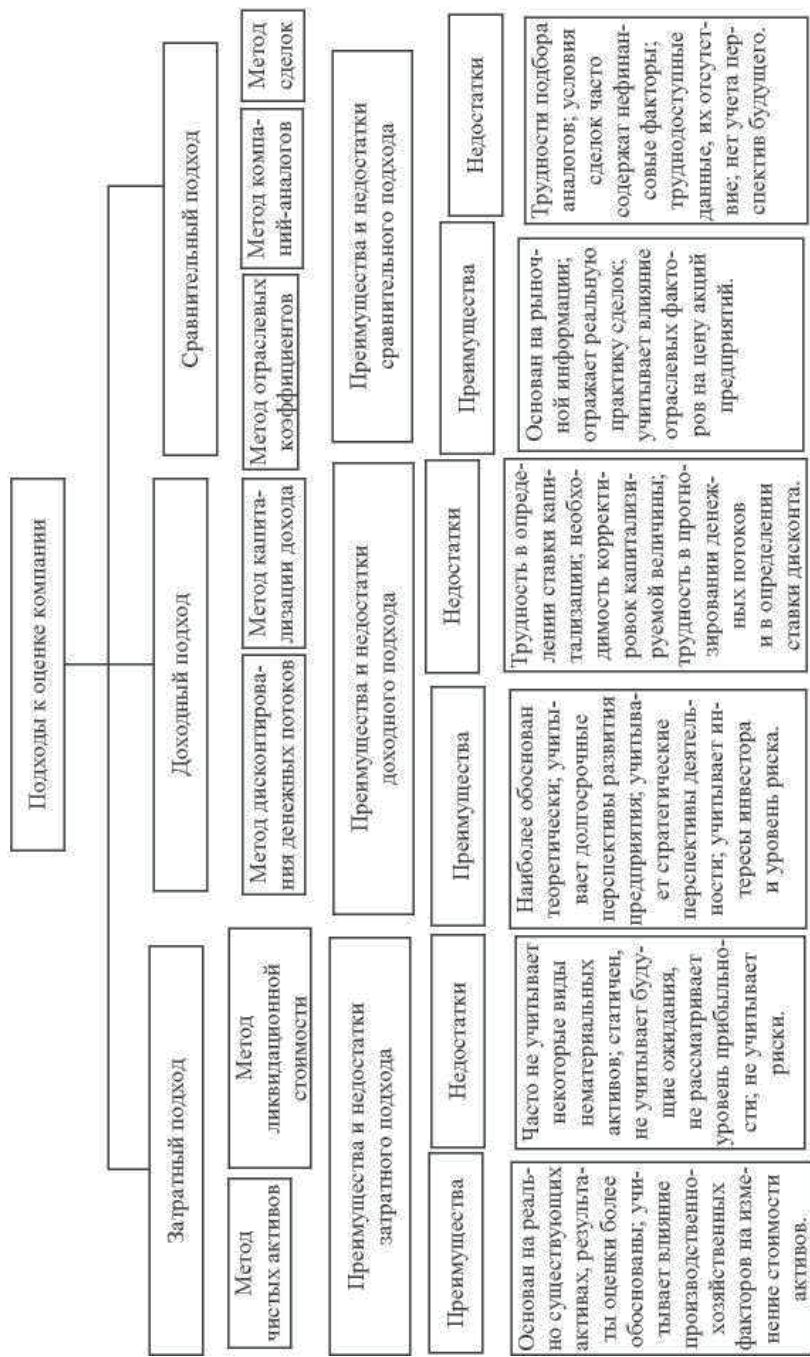 Подходы к оценке компании
Затратный подход
Доходный подход
Сравнительный подход
Метод
чистых активов
Метод
ликвидационной
стоимости
Метод дисконтирова-
ния денежных потоков
Метод капита-
лизации дохода
Метод отраслевых
коэффициентов
Метод компа-
ний-аналогов
Метод
сделок
Преимущества и недостатки
затратного подхода
Преимущества и недостатки
доходного подхода
Преимущества и недостатки
сравнительного подхода
Преимущества
Недостатки
Преимущества
Недостатки
Преимущества
Недостатки
Основан на реаль-
но существующих
активах, результа-
ты оценки более
обоснованы; учи-
тывает влияние
производственно-
хозяйственных
факторов на изме-
нение стоимости
активов.
Часто не учитывает
некоторые виды
нематериальных
активов; статичен,
не учитывает буду-
щие ожидания,
не рассматривает
уровень прибыльно-
сти; не учитывает
риски.
Наиболее обоснован
теоретически; учиты-
вает долгосрочные
перспективы развития
предприятия; учитыва-
ет стратегические
перспективы деятель-
ности; учитывает ин-
тересы инвестора
и уровень риска.
Трудность в опреде-
лении ставки капи-
тализации; необхо-
димость корректи-
ровок капитализи-
руемой величины;
трудность в прогно-
зировании денеж-
ных потоков
и в определении
ставки дисконта.
Основан на рыноч-
ной информации;
отражает реальную
практику сделок;
учитывает влияние
отраслевых факто-
ров на цену акций
предприятий.
Трудности подбора
аналогов; условия
сделок часто
содержат нефинан-
совые факторы;
труднодоступные
данные, их отсутст-
вие; нет учета пер-
спектив будущего.